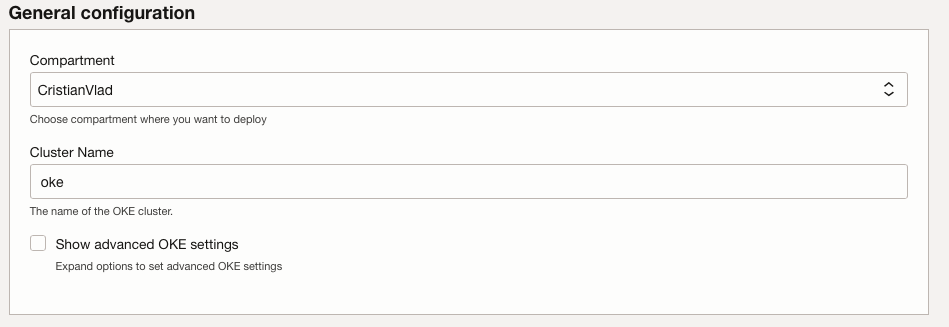 General configuration
Compartment
CristianVlad
Choose compartment where you want to deploy
Cluster Name
oke
The name of the OKE cluster.
Show advanced OKE settings
Expand options to set advanced OKE settings